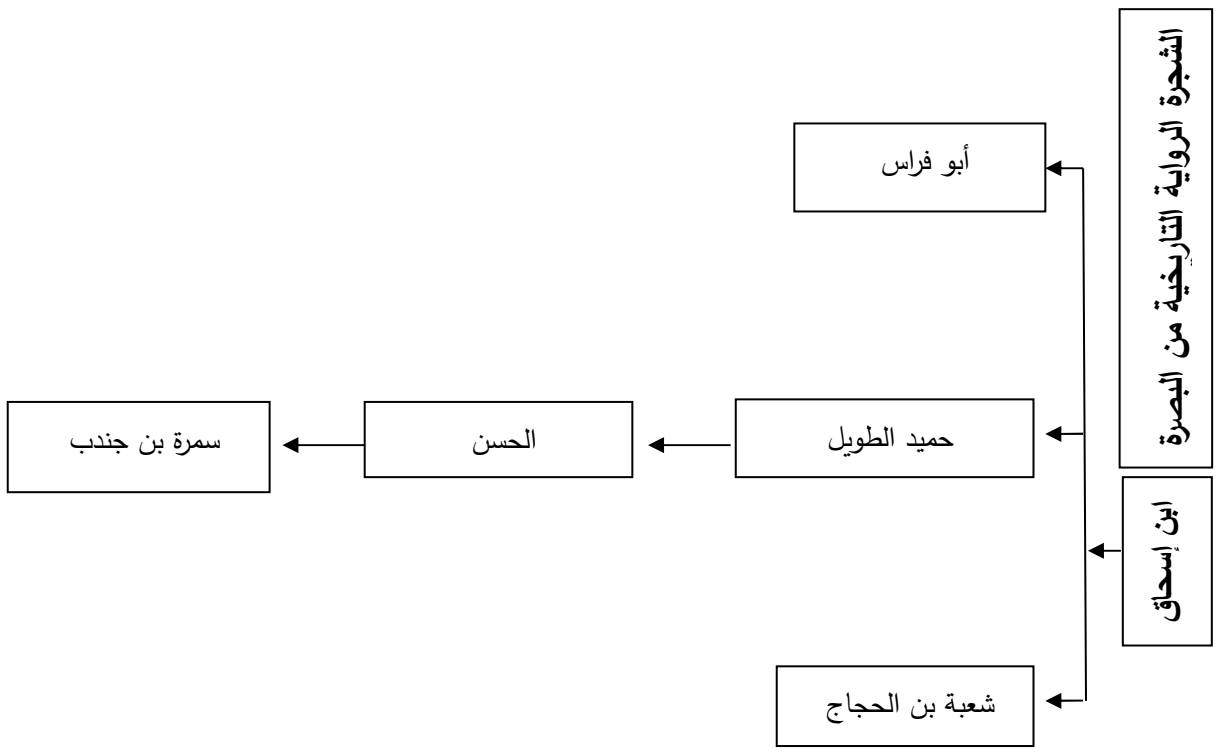 الشجرة الرواية التاريخية من البصرة
ابن إسحاق
أبو فراس
حميد الطويل
الحسن
سمرة بن جندب
شعبة بن الحجاج